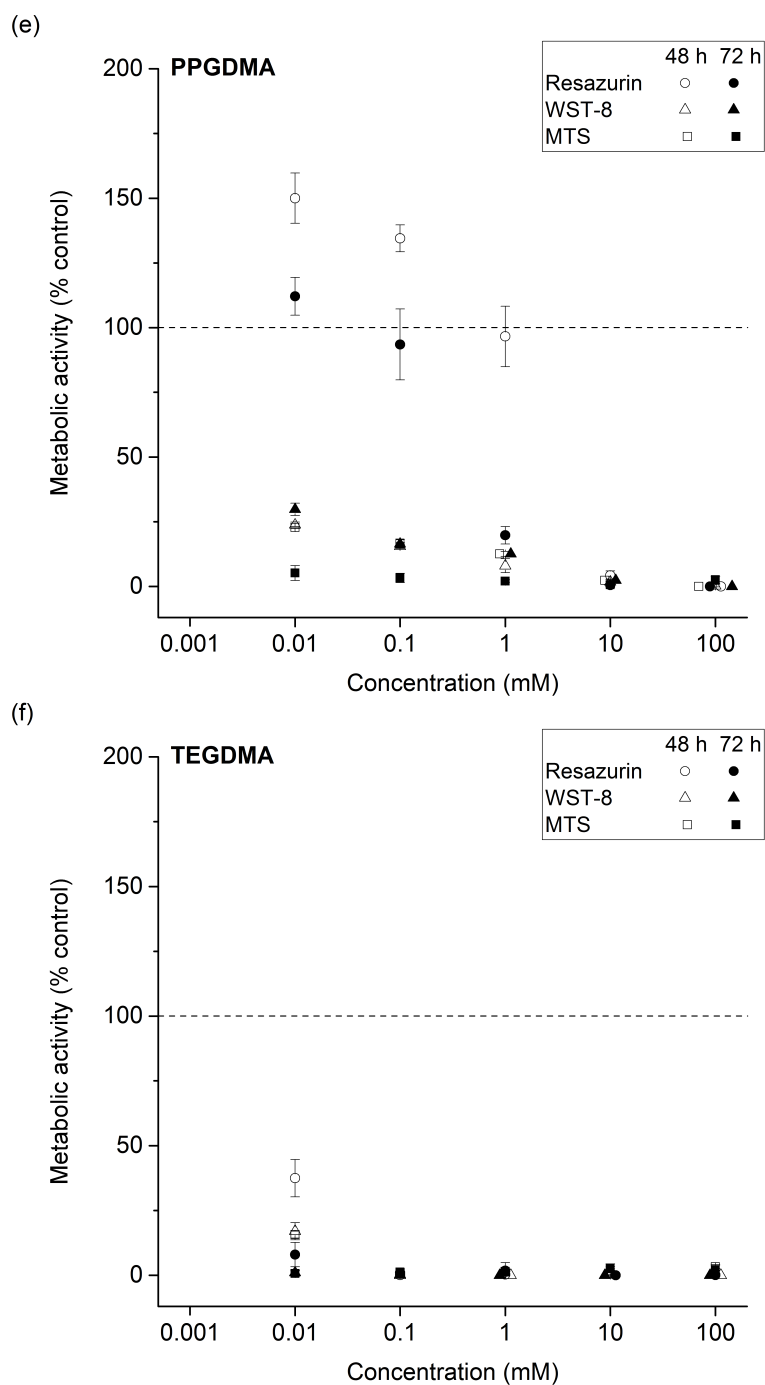 (e)
PPGDMA
48 h 72 h
Resazurin
WST-8
MTS
200
150
100
50
0
Metabolic activity (% control)
0.001 0.01 0.1 1 10 100
Concentration (mM)
(f)
TEGDMA
48 h 72 h
Resazurin
WST-8
MTS
200
150
100
50
0
Metabolic activity (% control)
0.001 0.01 0.1 1 10 100
Concentration (mM)